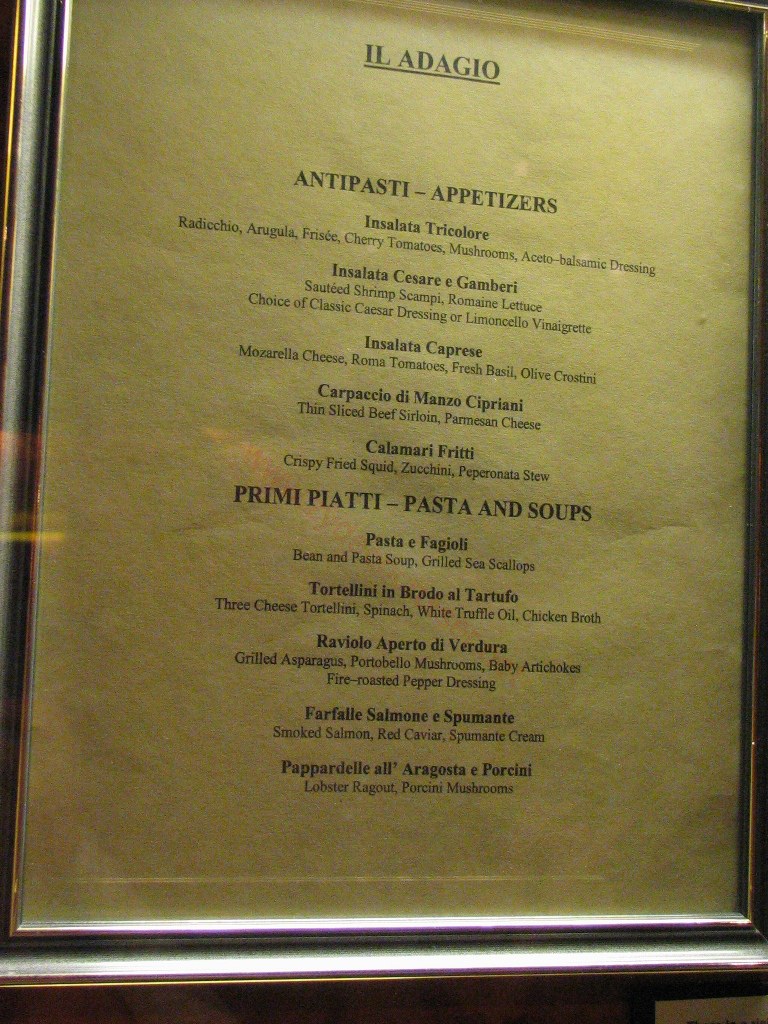 IL ADAGIO
ANTIPASTI – APPETIZERS
Insalata Tricolore
Radicchio, Arugula, Frisée, Cherry Tomatoes, Mushrooms, Aceto–balsamic Dressing
Insalata Cesare e Gamberi
Sautéed Shrimp Scampi, Romaine Lettuce
Choice of Classic Caesar Dressing or Limoncello Vinaigrette
Insalata Caprese
Mozarella Cheese, Roma Tomatoes, Fresh Basil, Olive Crostini
Carpaccio di Manzo Cipriani
Thin Sliced Beef Sirloin, Parmesan Cheese
Calamari Fritti
Crispy Fried Squid, Zucchini, Peperonata Stew
PRIMI PIATTI – PASTA AND SOUPS
Pasta e Fagioli
Bean and Pasta Soup, Grilled Sea Scallops
Tortellini in Brodo al Tartufo
Three Cheese Tortellini, Spinach, White Truffle Oil, Chicken Broth
Raviolo Aperto di Verdura
Grilled Asparagus, Portobello Mushrooms, Baby Artichokes
Fire–roasted Pepper Dressing
Farfalle Salmone e Spumante
Smoked Salmon, Red Caviar, Spumante Cream
Pappardelle all' Aragosta e Porcini
Lobster Ragout, Porcini Mushrooms